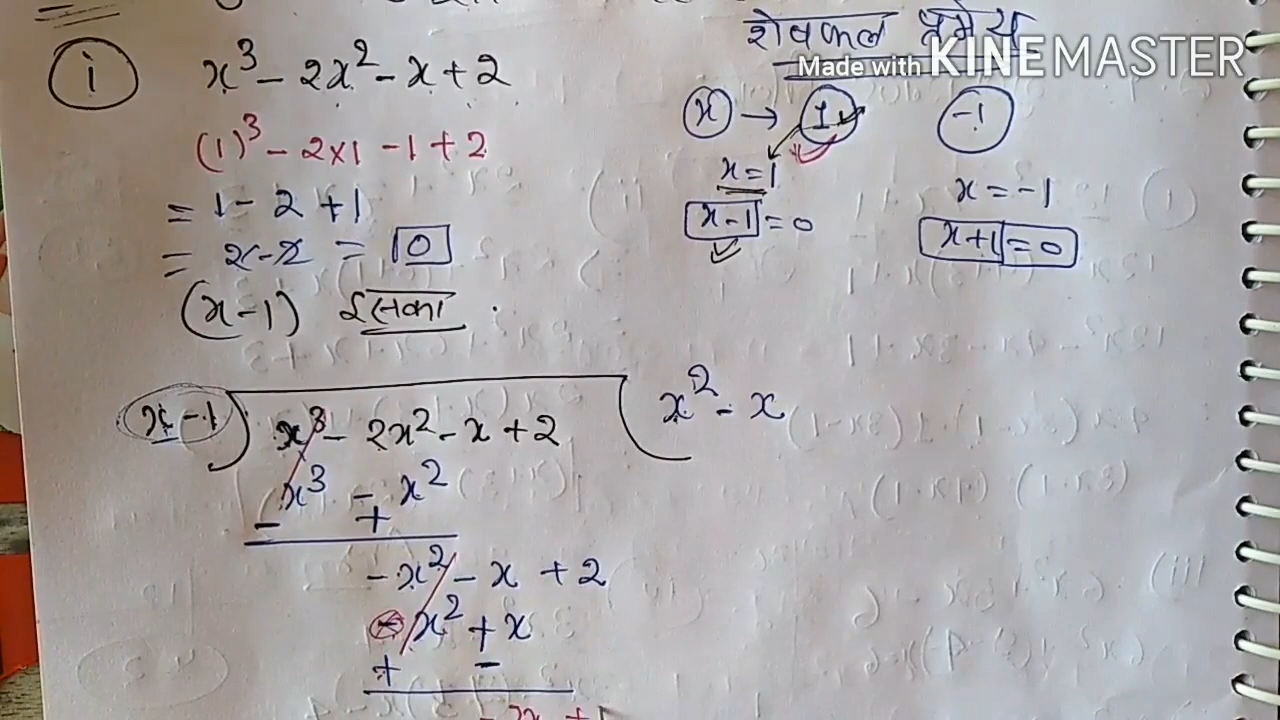 शेषफल प्रमेय
Made with KINEMASTER
(i) x³ - 2x² - x + 2
(1)³ - 2×1 - 1 + 2
= 1 - 2 + 1
= 2 - 2 = 0
(x-1) इसका
x → 1
x = 1
x - 1 = 0
-1
x = -1
x+1 = 0
x-1 ) x³ - 2x² - x + 2 ( x² - x
x³ - x²
- +
-x² - x + 2
- x² + x
+ -